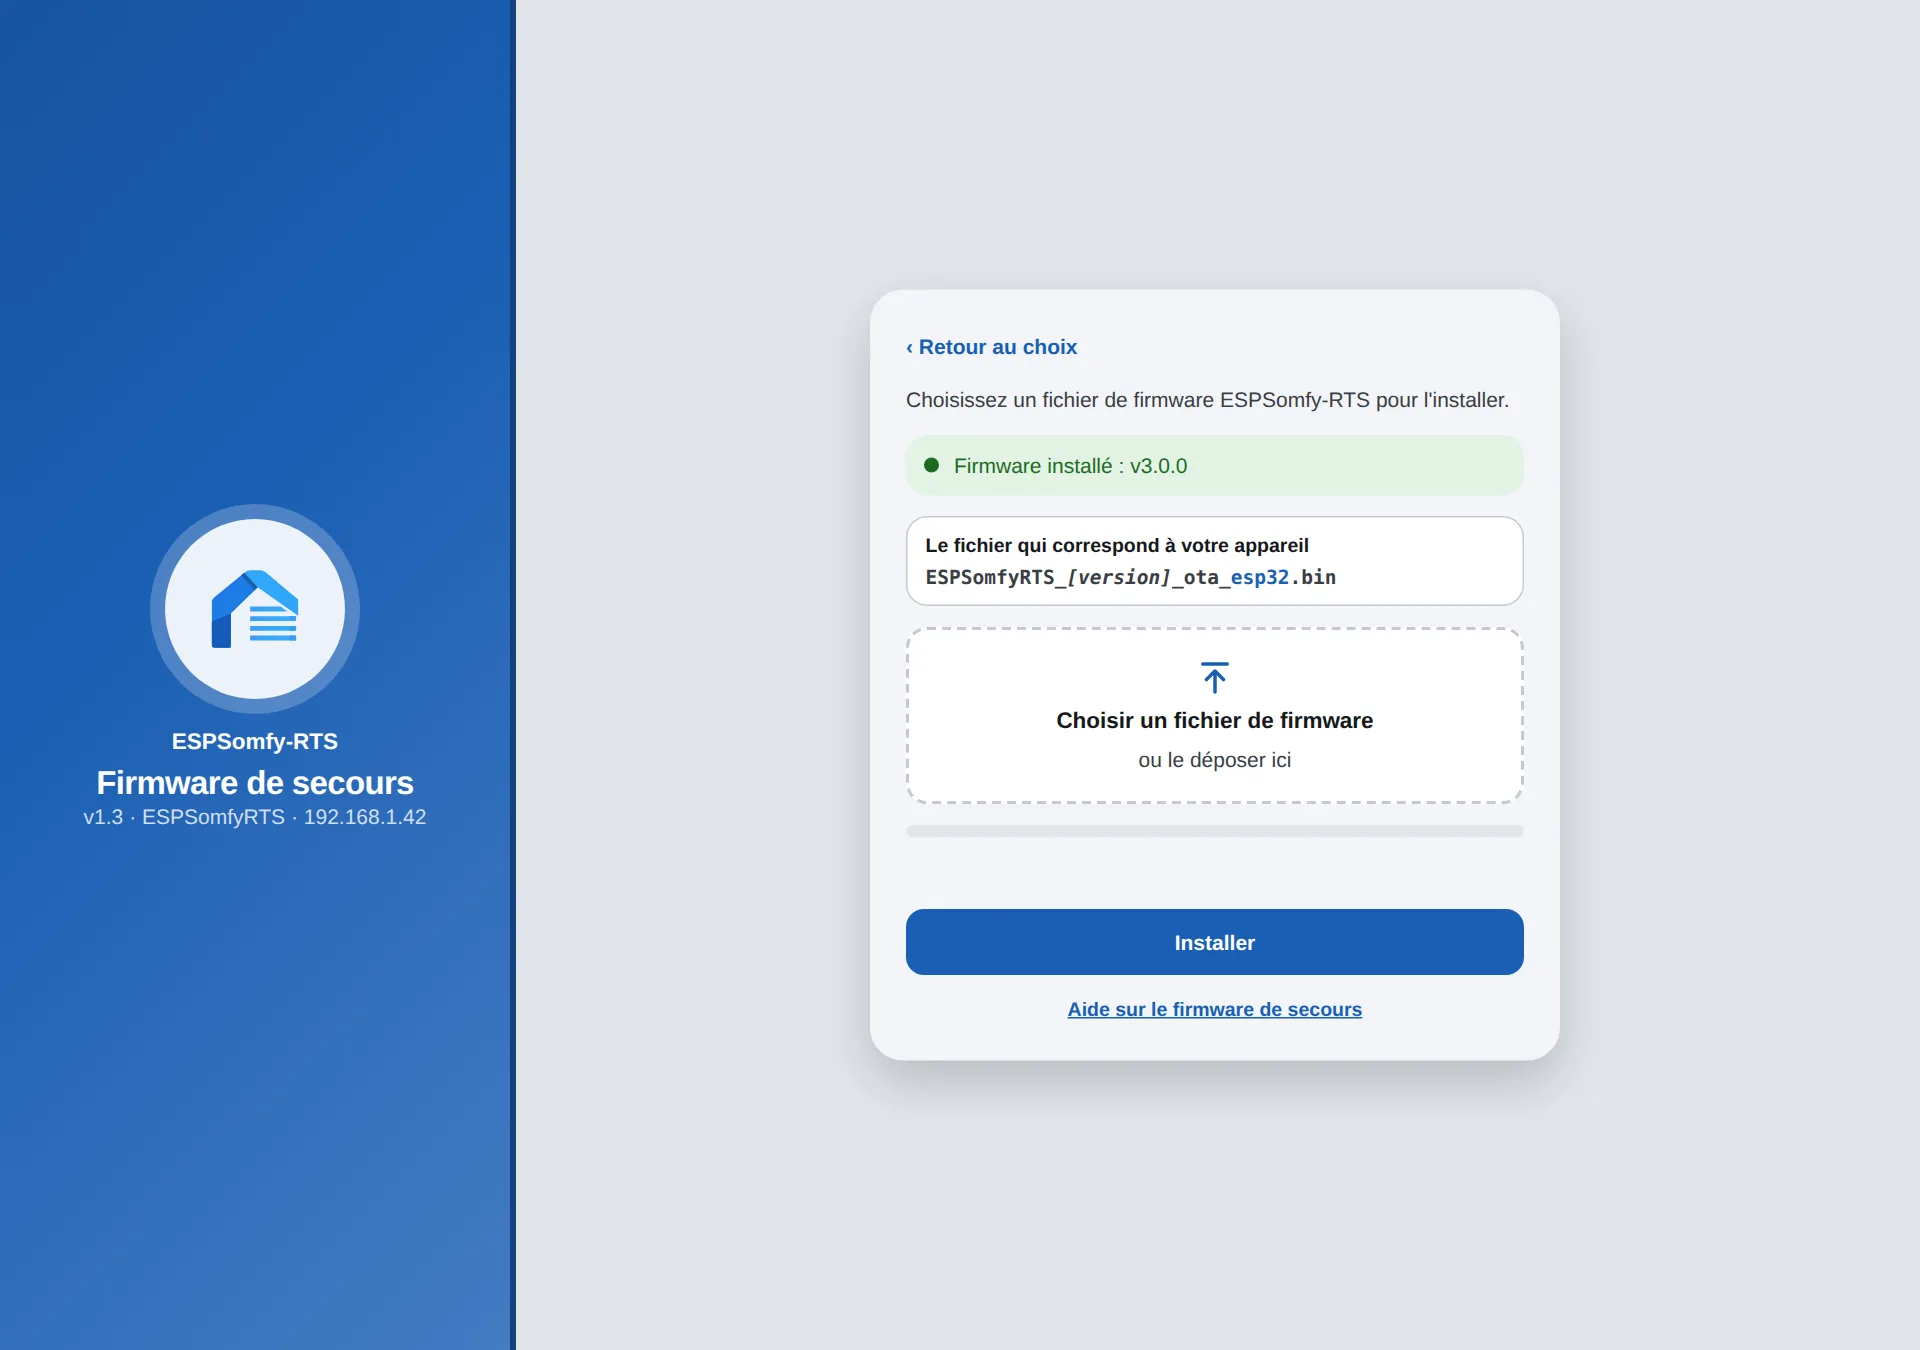 ESPSomfy-RTS
Firmware de secours
v1.3 · ESPSomfyRTS · 192.168.1.42
‹ Retour au choix
Choisissez un fichier de firmware ESPSomfy-RTS pour l'installer.
Firmware installé : v3.0.0
Le fichier qui correspond à votre appareil
ESPSomfyRTS_[version]_ota_esp32.bin
Choisir un fichier de firmware
ou le déposer ici
Installer
Aide sur le firmware de secours